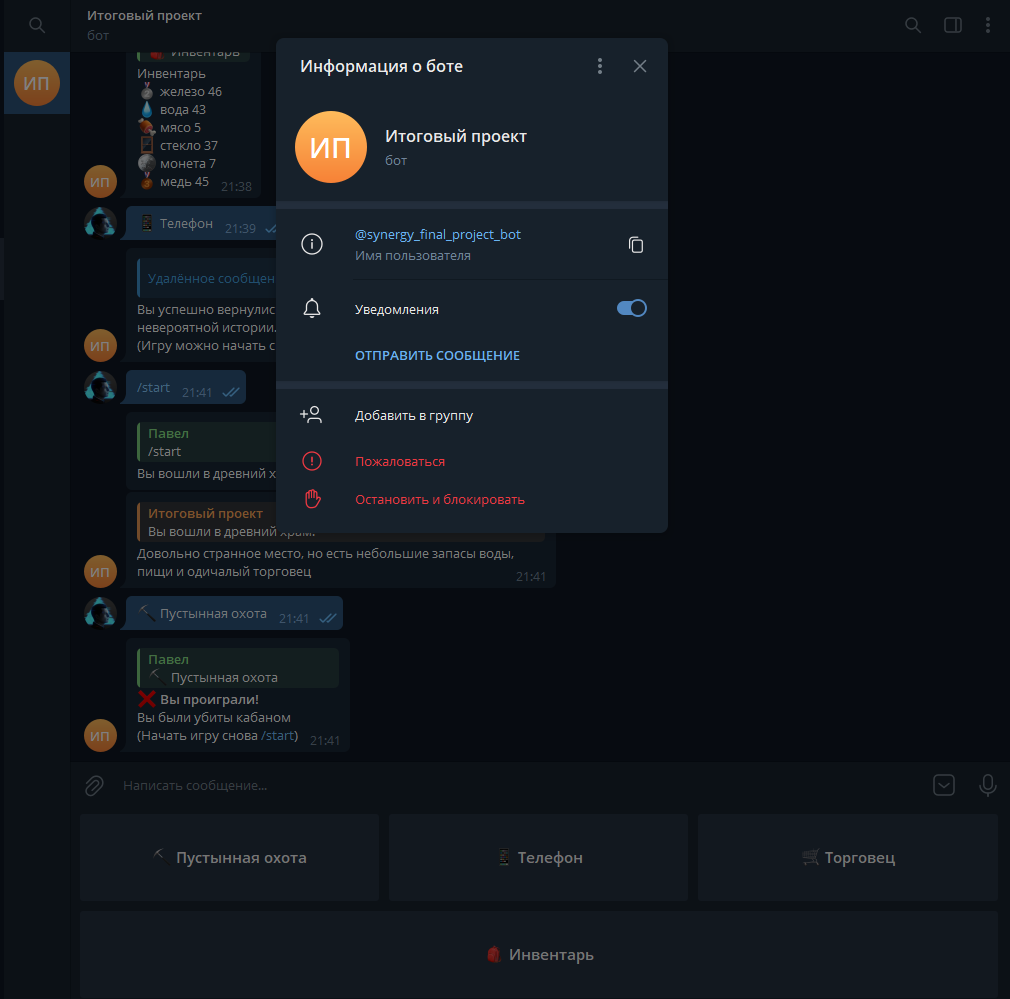 Итоговый проект
бот
ИП
Инвентарь
Инвентарь
железо 46
вода 43
мясо 5
стекло 37
монета 7
медь 45
21:38
ИП
Телефон
21:39
Удалённое сообщен
Вы успешно вернулис
невероятной истории.
(Игру можно начать с
ИП
/start
21:41
Павел
/start
Вы вошли в древний х
Итоговый проект
Вы вошли в древний храм.
Довольно странное место, но есть небольшие запасы воды,
пищи и одичалый торговец
21:41
ИП
Пустынная охота
21:41
Павел
Пустынная охота
Вы проиграли!
Вы были убиты кабаном
(Начать игру снова /start)
21:41
ИП
Информация о боте
ИП
Итоговый проект
бот
@synergy_final_project_bot
Имя пользователя
Уведомления
ОТПРАВИТЬ СООБЩЕНИЕ
Добавить в группу
Пожаловаться
Остановить и блокировать
Написать сообщение...
Пустынная охота
Телефон
Торговец
Инвентарь